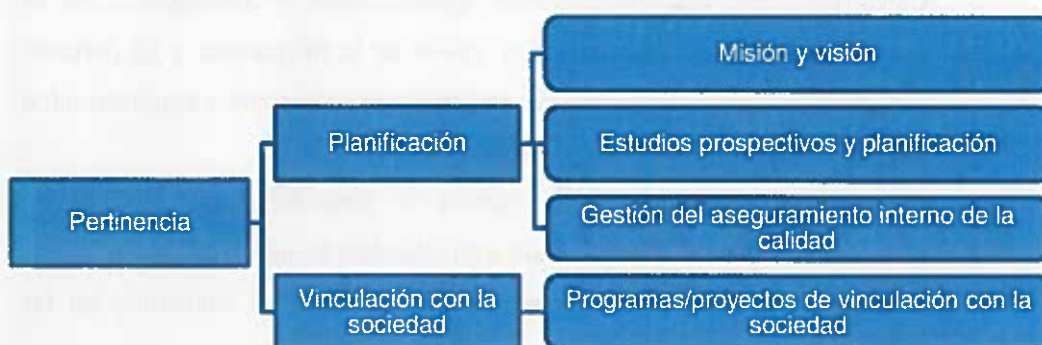 Misión y visión
Planificación
Estudios prospectivos y planificación
Pertinencia
Gestión del aseguramiento interno de la
calidad
Vinculación con la
sociedad
Programas/proyectos de vinculación con la
sociedad